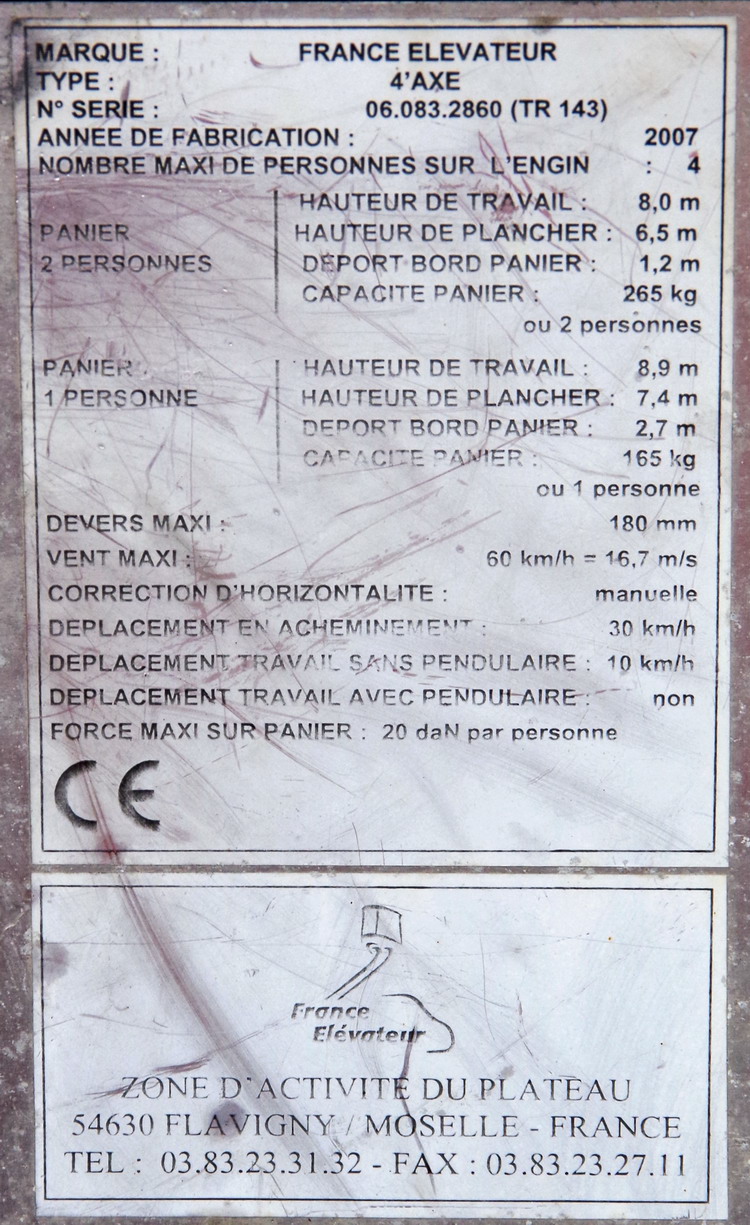 MARQUE : FRANCE ELEVATEUR
TYPE : 4'AXE
N° SERIE : 06.083.2860 (TR 143)
ANNEE DE FABRICATION : 2007
NOMBRE MAXI DE PERSONNES SUR L'ENGIN : 4
HAUTEUR DE TRAVAIL : 8,0 m
PANIER HAUTEUR DE PLANCHER : 6,5 m
2 PERSONNES DEPORT BORD PANIER : 1,2 m
CAPACITE PANIER : 265 kg
ou 2 personnes
PANIER HAUTEUR DE TRAVAIL : 8,9 m
1 PERSONNE HAUTEUR DE PLANCHER : 7,4 m
DEPORT BORD PANIER : 2,7 m
CAPACITE PANIER : 165 kg
ou 1 personne
DEVERS MAXI : 180 mm
VENT MAXI : 60 km/h = 16,7 m/s
CORRECTION D'HORIZONTALITE : manuelle
DEPLACEMENT EN ACHEMINEMENT : 30 km/h
DEPLACEMENT TRAVAIL SANS PENDULAIRE : 10 km/h
DEPLACEMENT TRAVAIL AVEC PENDULAIRE : non
FORCE MAXI SUR PANIER : 20 daN par personne
CE
France
Elévateur
ZONE D'ACTIVITE DU PLATEAU
54630 FLAVIGNY / MOSELLE - FRANCE
TEL : 03.83.23.31.32 - FAX : 03.83.23.27.11